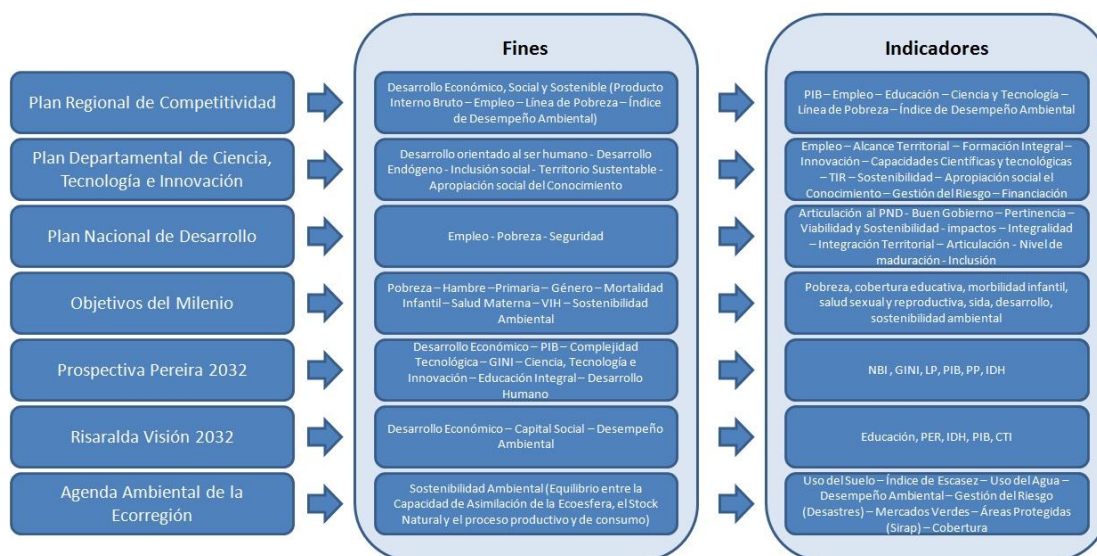 Fines
Indicadores
Plan Regional de Competitividad
Desarrollo Económico, Social y Sostenible (Producto
Interno Bruto – Empleo – Línea de Pobreza – Índice
de Desempeño Ambiental)
PIB – Empleo – Educación – Ciencia y Tecnología –
Línea de Pobreza – Índice de Desempeño Ambiental
Plan Departamental de Ciencia,
Tecnología e Innovación
Desarrollo orientado al ser humano - Desarrollo
Endógeno - Inclusión social - Territorio Sustentable -
Apropiación social del Conocimiento
Empleo – Alcance Territorial – Formación Integral –
Innovación – Capacidades Científicas y tecnológicas
– TIR – Sostenibilidad – Apropiación social el
Conocimiento – Gestión del Riesgo – Financiación
Plan Nacional de Desarrollo
Empleo - Pobreza - Seguridad
Articulación al PND - Buen Gobierno – Pertinencia –
Viabilidad y Sostenibilidad - impactos – Integralidad
– Integración Territorial – Articulación - Nivel de
maduración - Inclusión
Objetivos del Milenio
Pobreza – Hambre –Primaria – Género – Mortalidad
Infantil – Salud Materna – VIH – Sostenibilidad
Ambiental
Pobreza, cobertura educativa, morbilidad infantil,
salud sexual y reproductiva, sida, desarrollo,
sostenibilidad ambiental
Prospectiva Pereira 2032
Desarrollo Económico – PIB – Complejidad
Tecnológica – GINI – Ciencia, Tecnología e
Innovación – Educación Integral – Desarrollo
Humano
NBI , GINI, LP, PIB, PP, IDH
Risaralda Visión 2032
Desarrollo Económico – Capital Social – Desempeño
Ambiental
Educación, PER, IDH, PIB, CTI
Agenda Ambiental de la
Ecorregión
Sostenibilidad Ambiental (Equilibrio entre la
Capacidad de Asimilación de la Ecoesfera, el Stock
Natural y el proceso productivo y de consumo)
Uso del Suelo – Índice de Escasez – Uso del Agua –
Desempeño Ambiental – Gestión del Riesgo
(Desastres) – Mercados Verdes – Áreas Protegidas
(Sirap) – Cobertura